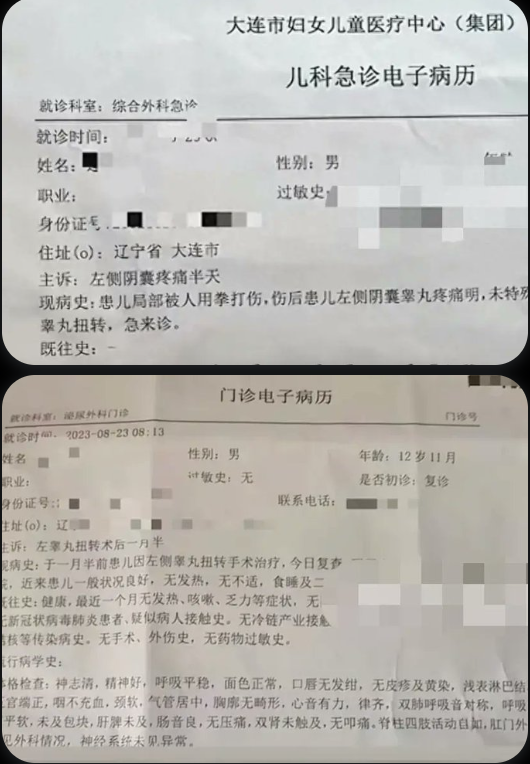 大连市妇女儿童医疗中心（集团）
儿科急诊电子病历
就诊科室：综合外科急诊
就诊时间：
姓名：
性别：男
职业：
过敏史：
身份证号
住址(o)：辽宁省 大连市
主诉：左侧阴囊疼痛半天
现病史：患儿局部被人用拳打伤，伤后患儿左侧阴囊睾丸疼痛明，未特殊
睾丸扭转，急来诊。
既往史：－
门诊电子病历
就诊科室：泌尿外科门诊
门诊号
就诊时间：2023-08-23 08:13
姓名
性别：男
年龄：12岁11月
职业：
过敏史：无
是否初诊：复诊
身份证号：
联系电话：
住址(o)：辽
主诉：左睾丸扭转术后一月半
现病史：于一月半前患儿因左侧睾丸扭转手术治疗，今日复查
院，近来患儿一般状况良好，无发热，无不适，食睡及二
既往史：健康，最近一个月无发热、咳嗽、乏力等症状，无
无新冠状病毒肺炎患者、疑似病人接触史。无冷链产业接触
结核等传染病史。无手术、外伤史，无药物过敏史。
流行病学史：
体格检查：神志清，精神好，呼吸平稳，面色正常，口唇无发绀，无皮疹及黄染，浅表淋巴结
五官端正，咽不充血，颈软，气管居中，胸廓无畸形，心音有力，律齐，双肺呼吸音对称，呼吸
平软，未及包块，肝脾未及，肠音良，无压痛，双肾未触及，无叩痛。脊柱四肢活动自如，肛门外
见外科情况，神经系统未见异常。